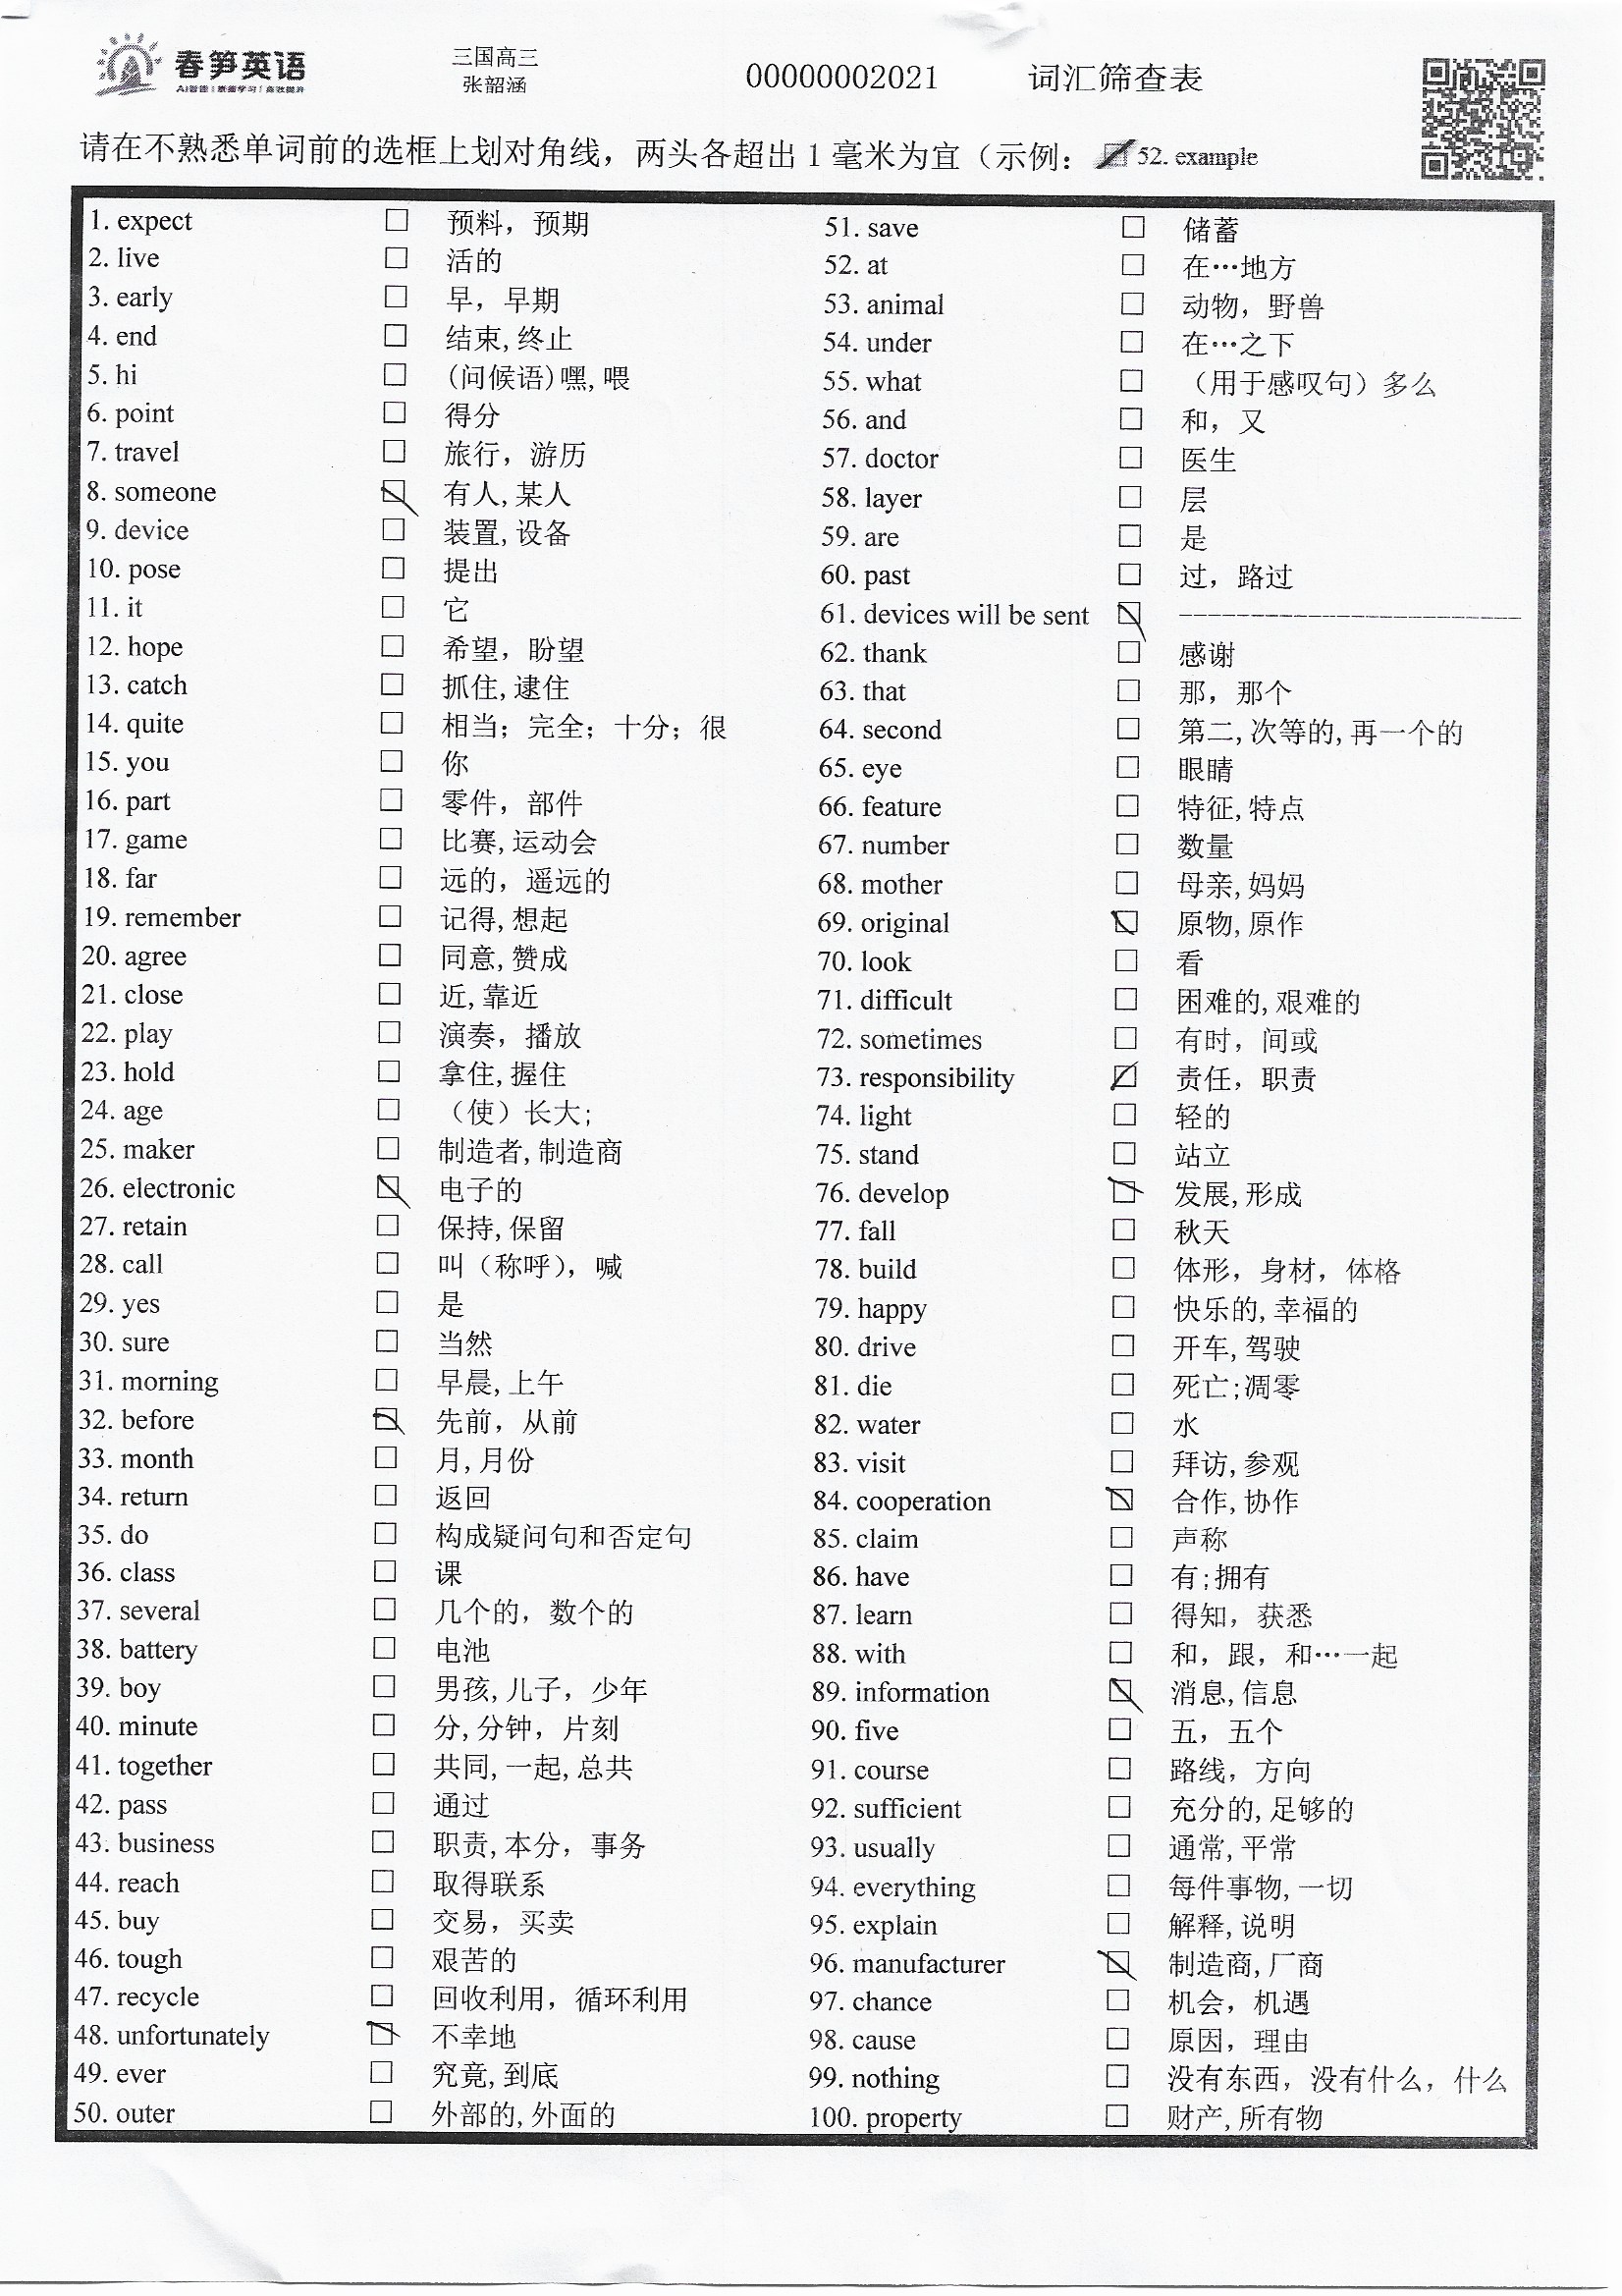 春笋英语
AI智能|票据学习|高效提升
三国高三
张韶涵
00000002021
词汇筛查表
请在不熟悉单词前的选框上划对角线，两头各超出1毫米为宜（示例： 52. example
1. expect 预料，预期
2. live 活的
3. early 早，早期
4. end 结束,终止
5. hi (问候语)嘿,喂
6. point 得分
7. travel 旅行，游历
8. someone 有人,某人
9. device 装置,设备
10. pose 提出
11. it 它
12. hope 希望，盼望
13. catch 抓住,逮住
14. quite 相当；完全；十分；很
15. you 你
16. part 零件，部件
17. game 比赛,运动会
18. far 远的，遥远的
19. remember 记得,想起
20. agree 同意,赞成
21. close 近,靠近
22. play 演奏，播放
23. hold 拿住,握住
24. age （使）长大;
25. maker 制造者,制造商
26. electronic 电子的
27. retain 保持,保留
28. call 叫（称呼），喊
29. yes 是
30. sure 当然
31. morning 早晨,上午
32. before 先前，从前
33. month 月,月份
34. return 返回
35. do 构成疑问句和否定句
36. class 课
37. several 几个的，数个的
38. battery 电池
39. boy 男孩,儿子，少年
40. minute 分,分钟，片刻
41. together 共同,一起,总共
42. pass 通过
43. business 职责,本分，事务
44. reach 取得联系
45. buy 交易，买卖
46. tough 艰苦的
47. recycle 回收利用，循环利用
48. unfortunately 不幸地
49. ever 究竟,到底
50. outer 外部的,外面的
51. save 储蓄
52. at 在…地方
53. animal 动物，野兽
54. under 在…之下
55. what （用于感叹句）多么
56. and 和，又
57. doctor 医生
58. layer 层
59. are 是
60. past 过，路过
61. devices will be sent ------------------------
62. thank 感谢
63. that 那，那个
64. second 第二,次等的,再一个的
65. eye 眼睛
66. feature 特征,特点
67. number 数量
68. mother 母亲,妈妈
69. original 原物,原作
70. look 看
71. difficult 困难的,艰难的
72. sometimes 有时，间或
73. responsibility 责任，职责
74. light 轻的
75. stand 站立
76. develop 发展,形成
77. fall 秋天
78. build 体形，身材，体格
79. happy 快乐的,幸福的
80. drive 开车,驾驶
81. die 死亡;凋零
82. water 水
83. visit 拜访,参观
84. cooperation 合作,协作
85. claim 声称
86. have 有;拥有
87. learn 得知，获悉
88. with 和，跟，和…一起
89. information 消息,信息
90. five 五，五个
91. course 路线，方向
92. sufficient 充分的,足够的
93. usually 通常,平常
94. everything 每件事物,一切
95. explain 解释,说明
96. manufacturer 制造商,厂商
97. chance 机会，机遇
98. cause 原因，理由
99. nothing 没有东西，没有什么，什么
100. property 财产,所有物